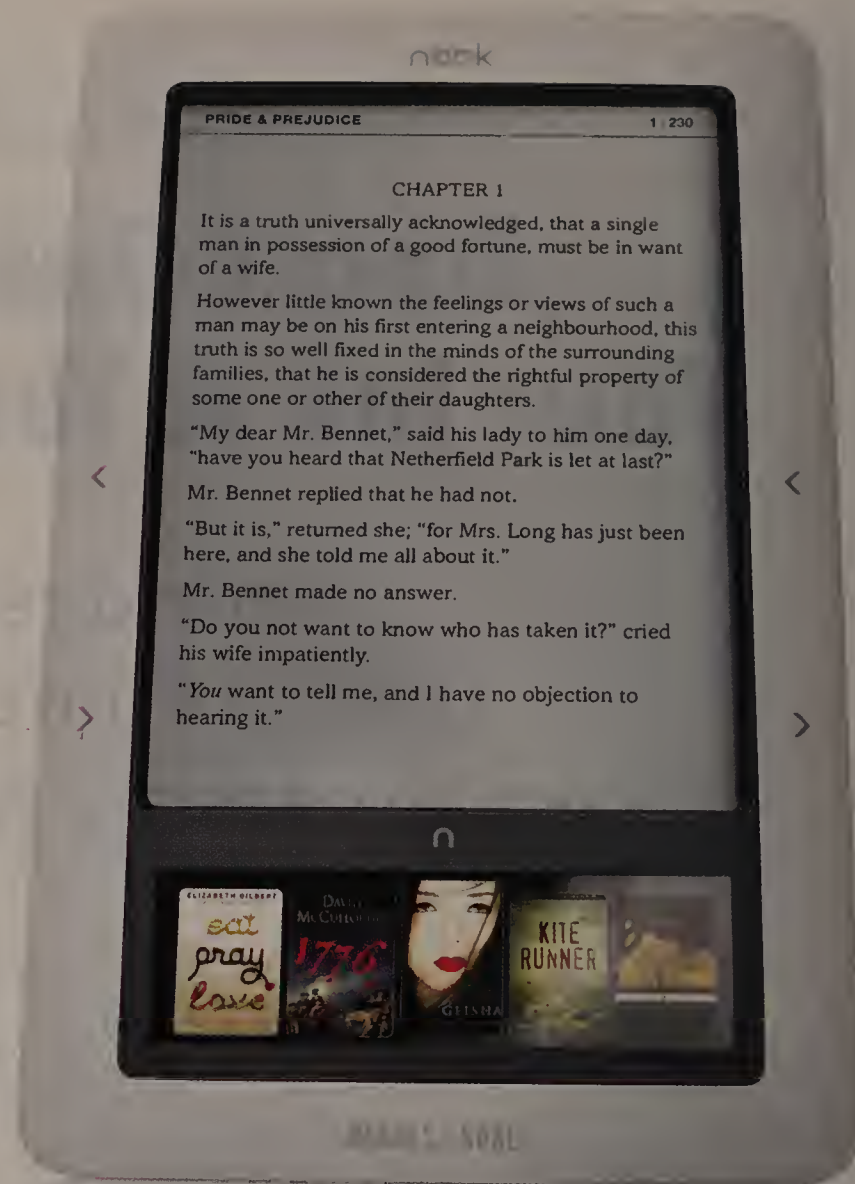 nook
PRIDE & PREJUDICE 1 230
CHAPTER 1
It is a truth universally acknowledged, that a single
man in possession of a good fortune, must be in want
of a wife.
However little known the feelings or views of such a
man may be on his first entering a neighbourhood, this
truth is so well fixed in the minds of the surrounding
families, that he is considered the rightful property of
some one or other of their daughters.
“My dear Mr. Bennet,” said his lady to him one day,
“have you heard that Netherfield Park is let at last?”
Mr. Bennet replied that he had not.
“But it is,” returned she; “for Mrs. Long has just been
here, and she told me all about it.”
Mr. Bennet made no answer.
“Do you not want to know who has taken it?” cried
his wife impatiently.
“You want to tell me, and I have no objection to
hearing it.”
n
ELIZABETH GILBERT
eat
pray
love
1776
GEISHA
KITE
RUNNER